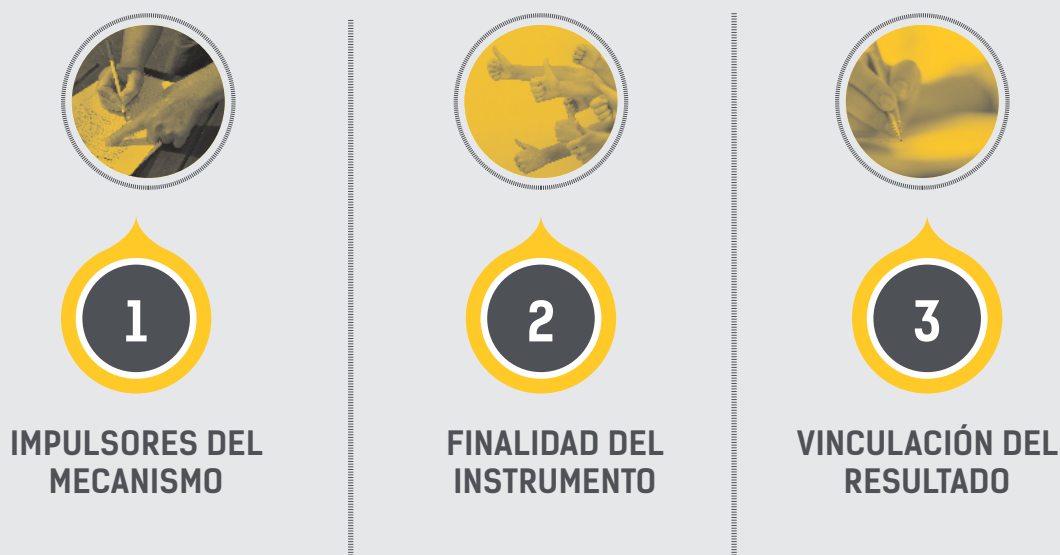 1
IMPULSORES DEL
MECANISMO
2
FINALIDAD DEL
INSTRUMENTO
3
VINCULACIÓN DEL
RESULTADO